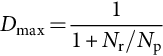 D_max = 1 / (1 + N_r/N_p)